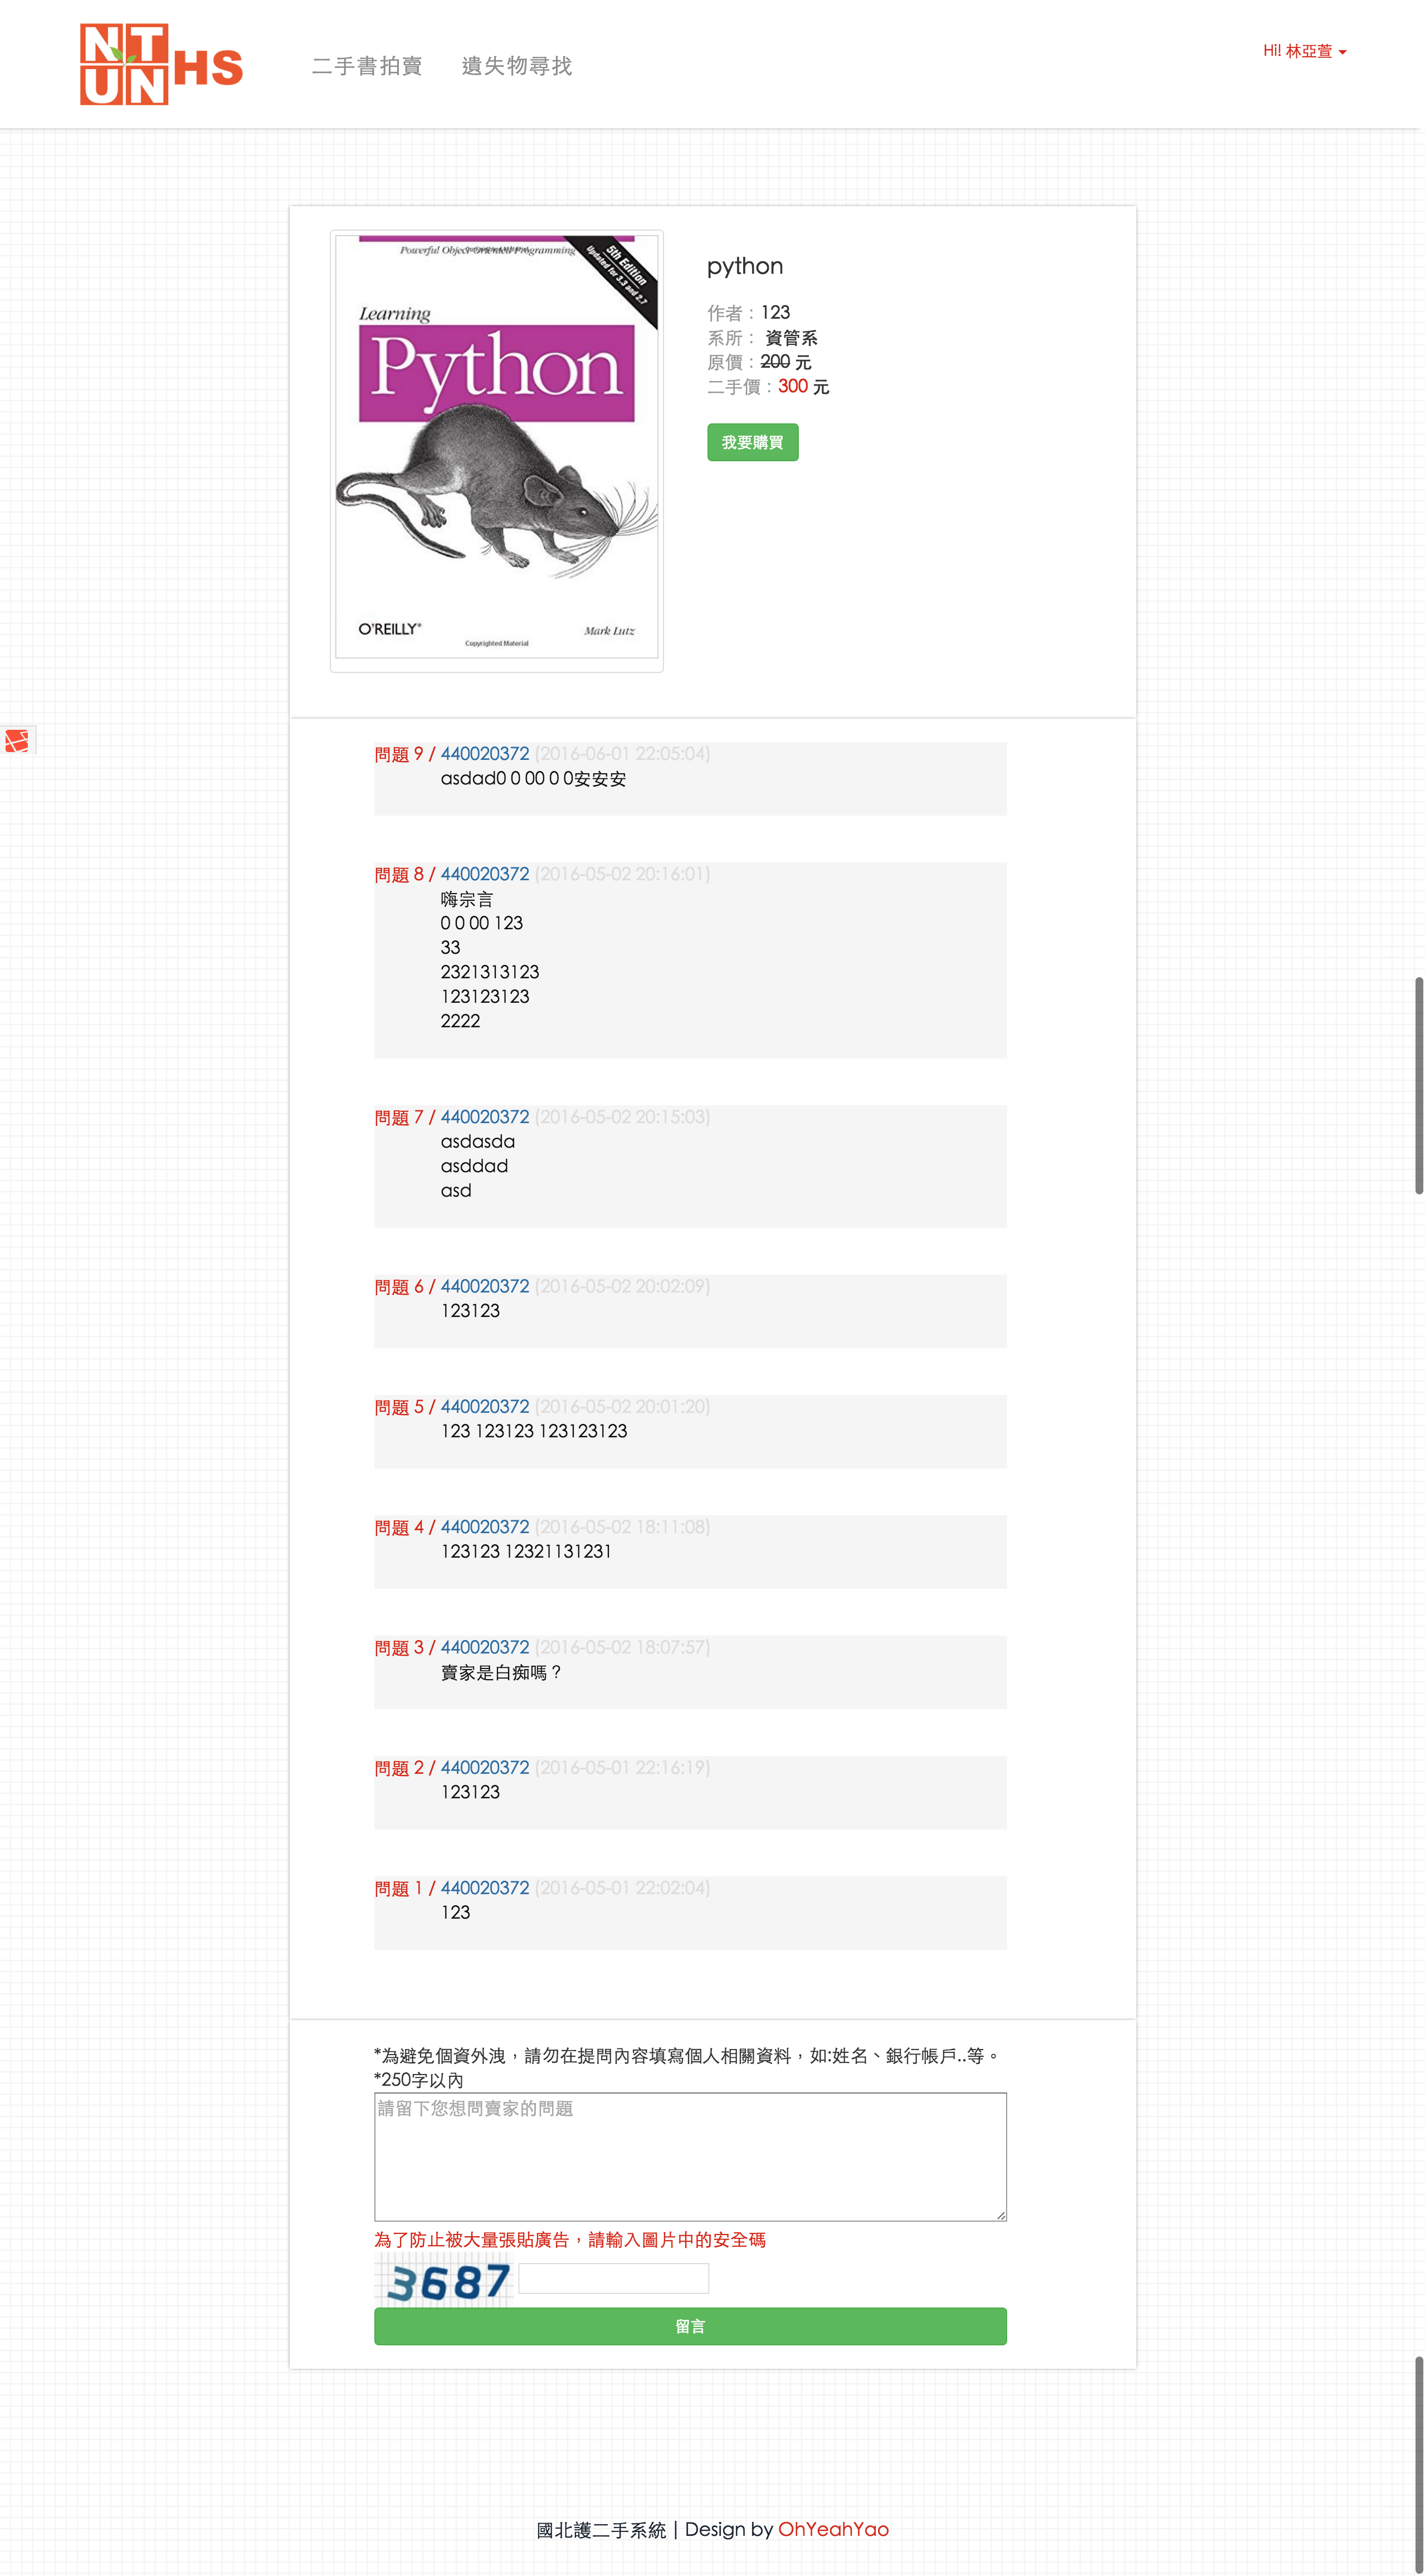 NT
UN HS
二手書拍賣
遺失物尋找
Hi! 林亞萱
Powerful Object-Oriented Programming
5th Edition
Updated for 3.3 and 2.7
Learning
Python
O'REILLY®
Mark Lutz
Copyrighted Material
python
作者：123
系所： 資管系
原價：200 元
二手價：300 元
我要購買
問題 9 / 440020372 (2016-06-01 22:05:04)
asdad0 0 00 0 0安安安
問題 8 / 440020372 (2016-05-02 20:16:01)
嗨宗言
0 0 00 123
33
2321313123
123123123
2222
問題 7 / 440020372 (2016-05-02 20:15:03)
asdasda
asddad
asd
問題 6 / 440020372 (2016-05-02 20:02:09)
123123
問題 5 / 440020372 (2016-05-02 20:01:20)
123 123123 123123123
問題 4 / 440020372 (2016-05-02 18:11:08)
123123 12321131231
問題 3 / 440020372 (2016-05-02 18:07:57)
賣家是白痴嗎？
問題 2 / 440020372 (2016-05-01 22:16:19)
123123
問題 1 / 440020372 (2016-05-01 22:02:04)
123
*為避免個資外洩，請勿在提問內容填寫個人相關資料，如:姓名、銀行帳戶..等。
*250字以內
請留下您想問賣家的問題
為了防止被大量張貼廣告，請輸入圖片中的安全碼
3687
留言
國北護二手系統 | Design by OhYeahYao